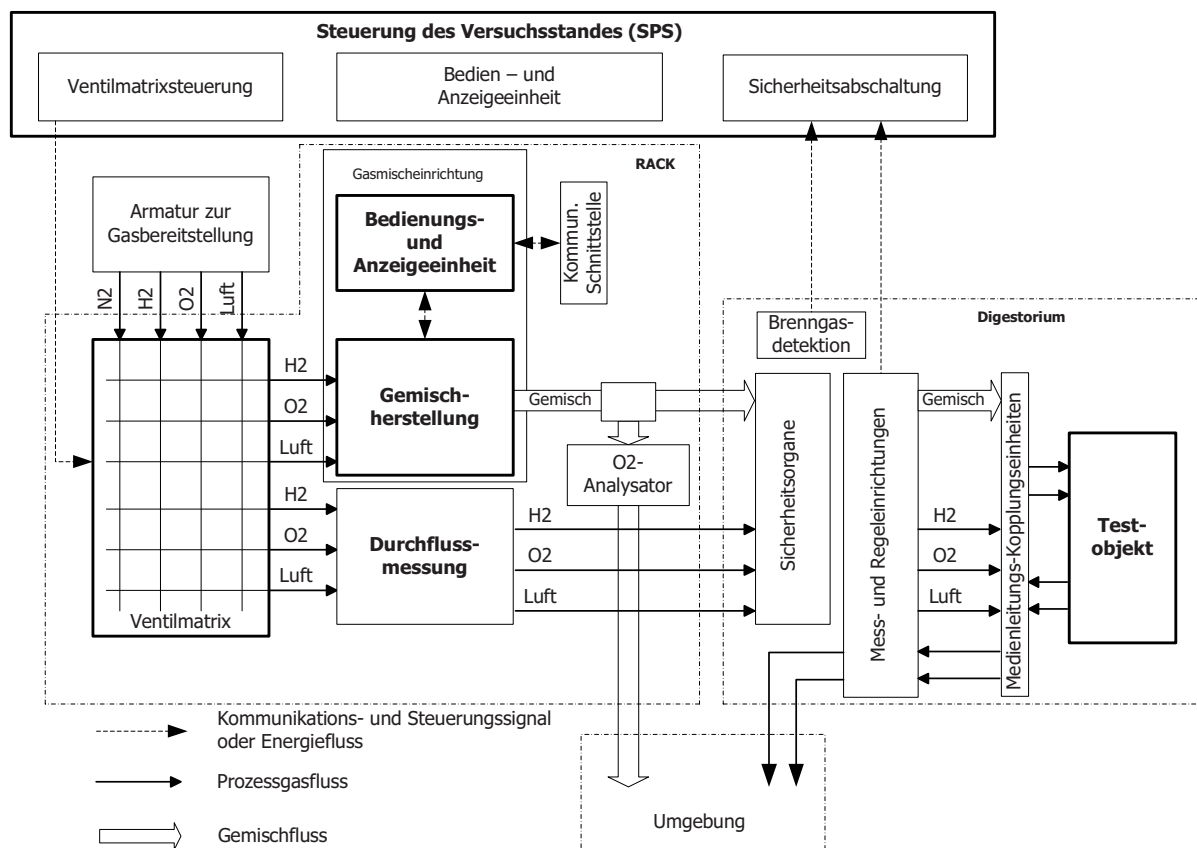 Steuerung des Versuchsstandes (SPS)
Ventilmatrixsteuerung
Bedien – und
Anzeigeeinheit
Sicherheitsabschaltung
RACK
Gasmischeinrichtung
Armatur zur
Gasbereitstellung
Bedienungs-
und
Anzeigeeinheit
Kommun.
Schnittstelle
N2
H2
O2
Luft
Brenngas-
detektion
Digestorium
H2
O2
Luft
Gemisch-
herstellung
Gemisch
Gemisch
O2-
Analysator
Sicherheitsorgane
Mess- und Regeleinrichtungen
Medienleitungs-Kopplungseinheiten
Test-
objekt
H2
O2
Luft
Durchfluss-
messung
H2
O2
Luft
H2
O2
Luft
Ventilmatrix
Kommunikations- und Steuerungssignal
oder Energiefluss
Prozessgasfluss
Gemischfluss
Umgebung